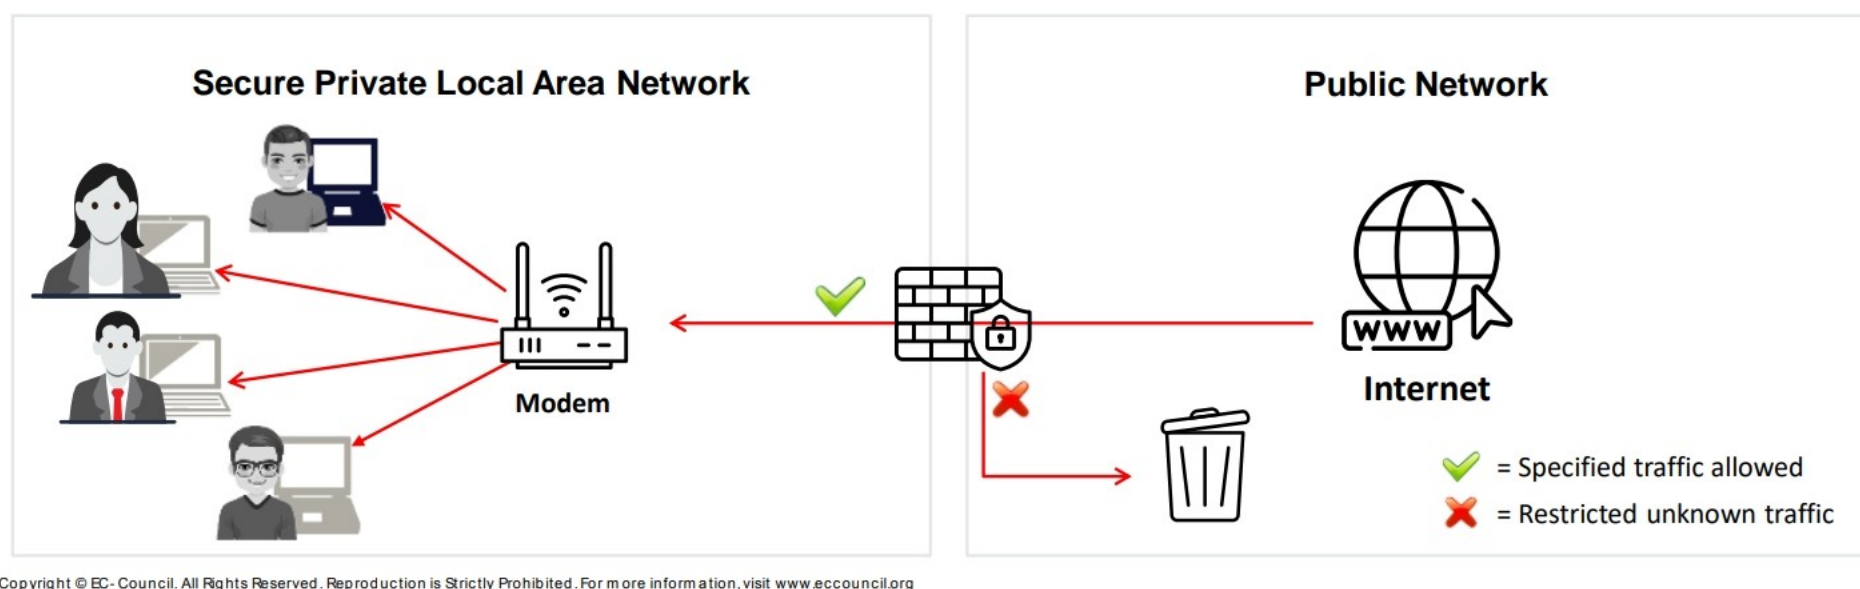 Secure Private Local Area Network
Public Network
WWW
Modem
Internet
= Specified traffic allowed
= Restricted unknown traffic
Copyright © EC-Council. All Rights Reserved. Reproduction is Strictly Prohibited. For more information, visit www.eccouncil.org